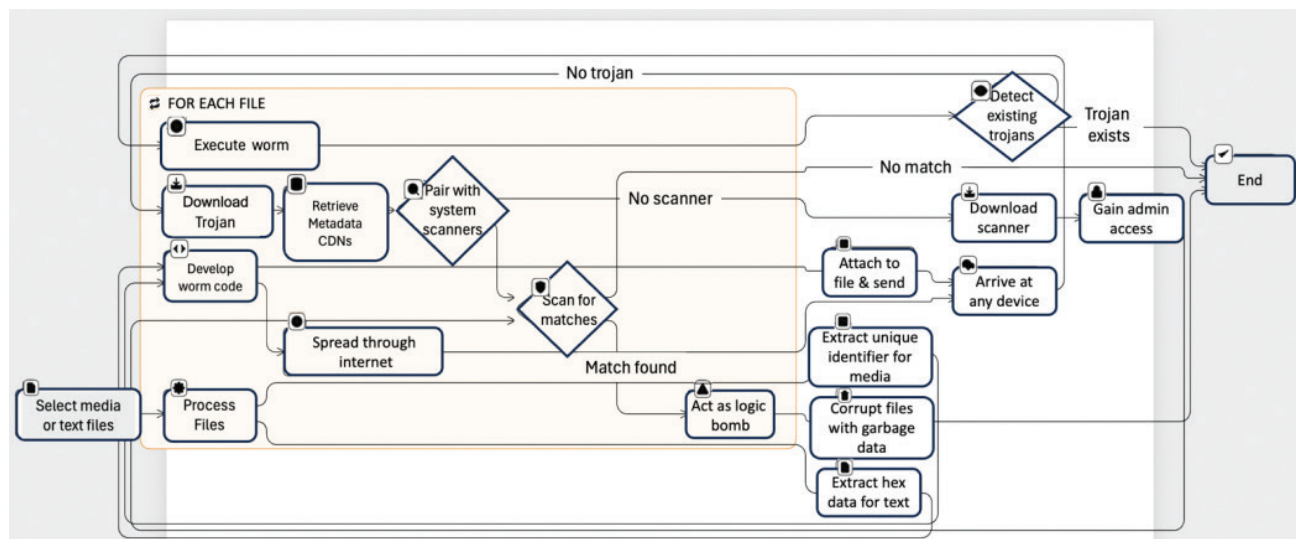 No trojan
FOR EACH FILE
Execute worm
Detect
existing
trojans
Trojan
exists
End
Download
Trojan
Retrieve
Metadata
CDNs
Pair with
system
scanners
No match
No scanner
Download
scanner
Gain admin
access
Develop
worm code
Attach to
file & send
Arrive at
any device
Scan for
matches
Spread through
internet
Extract unique
identifier for
media
Match found
Select media
or text files
Process
Files
Act as logic
bomb
Corrupt files
with garbage
data
Extract hex
data for text